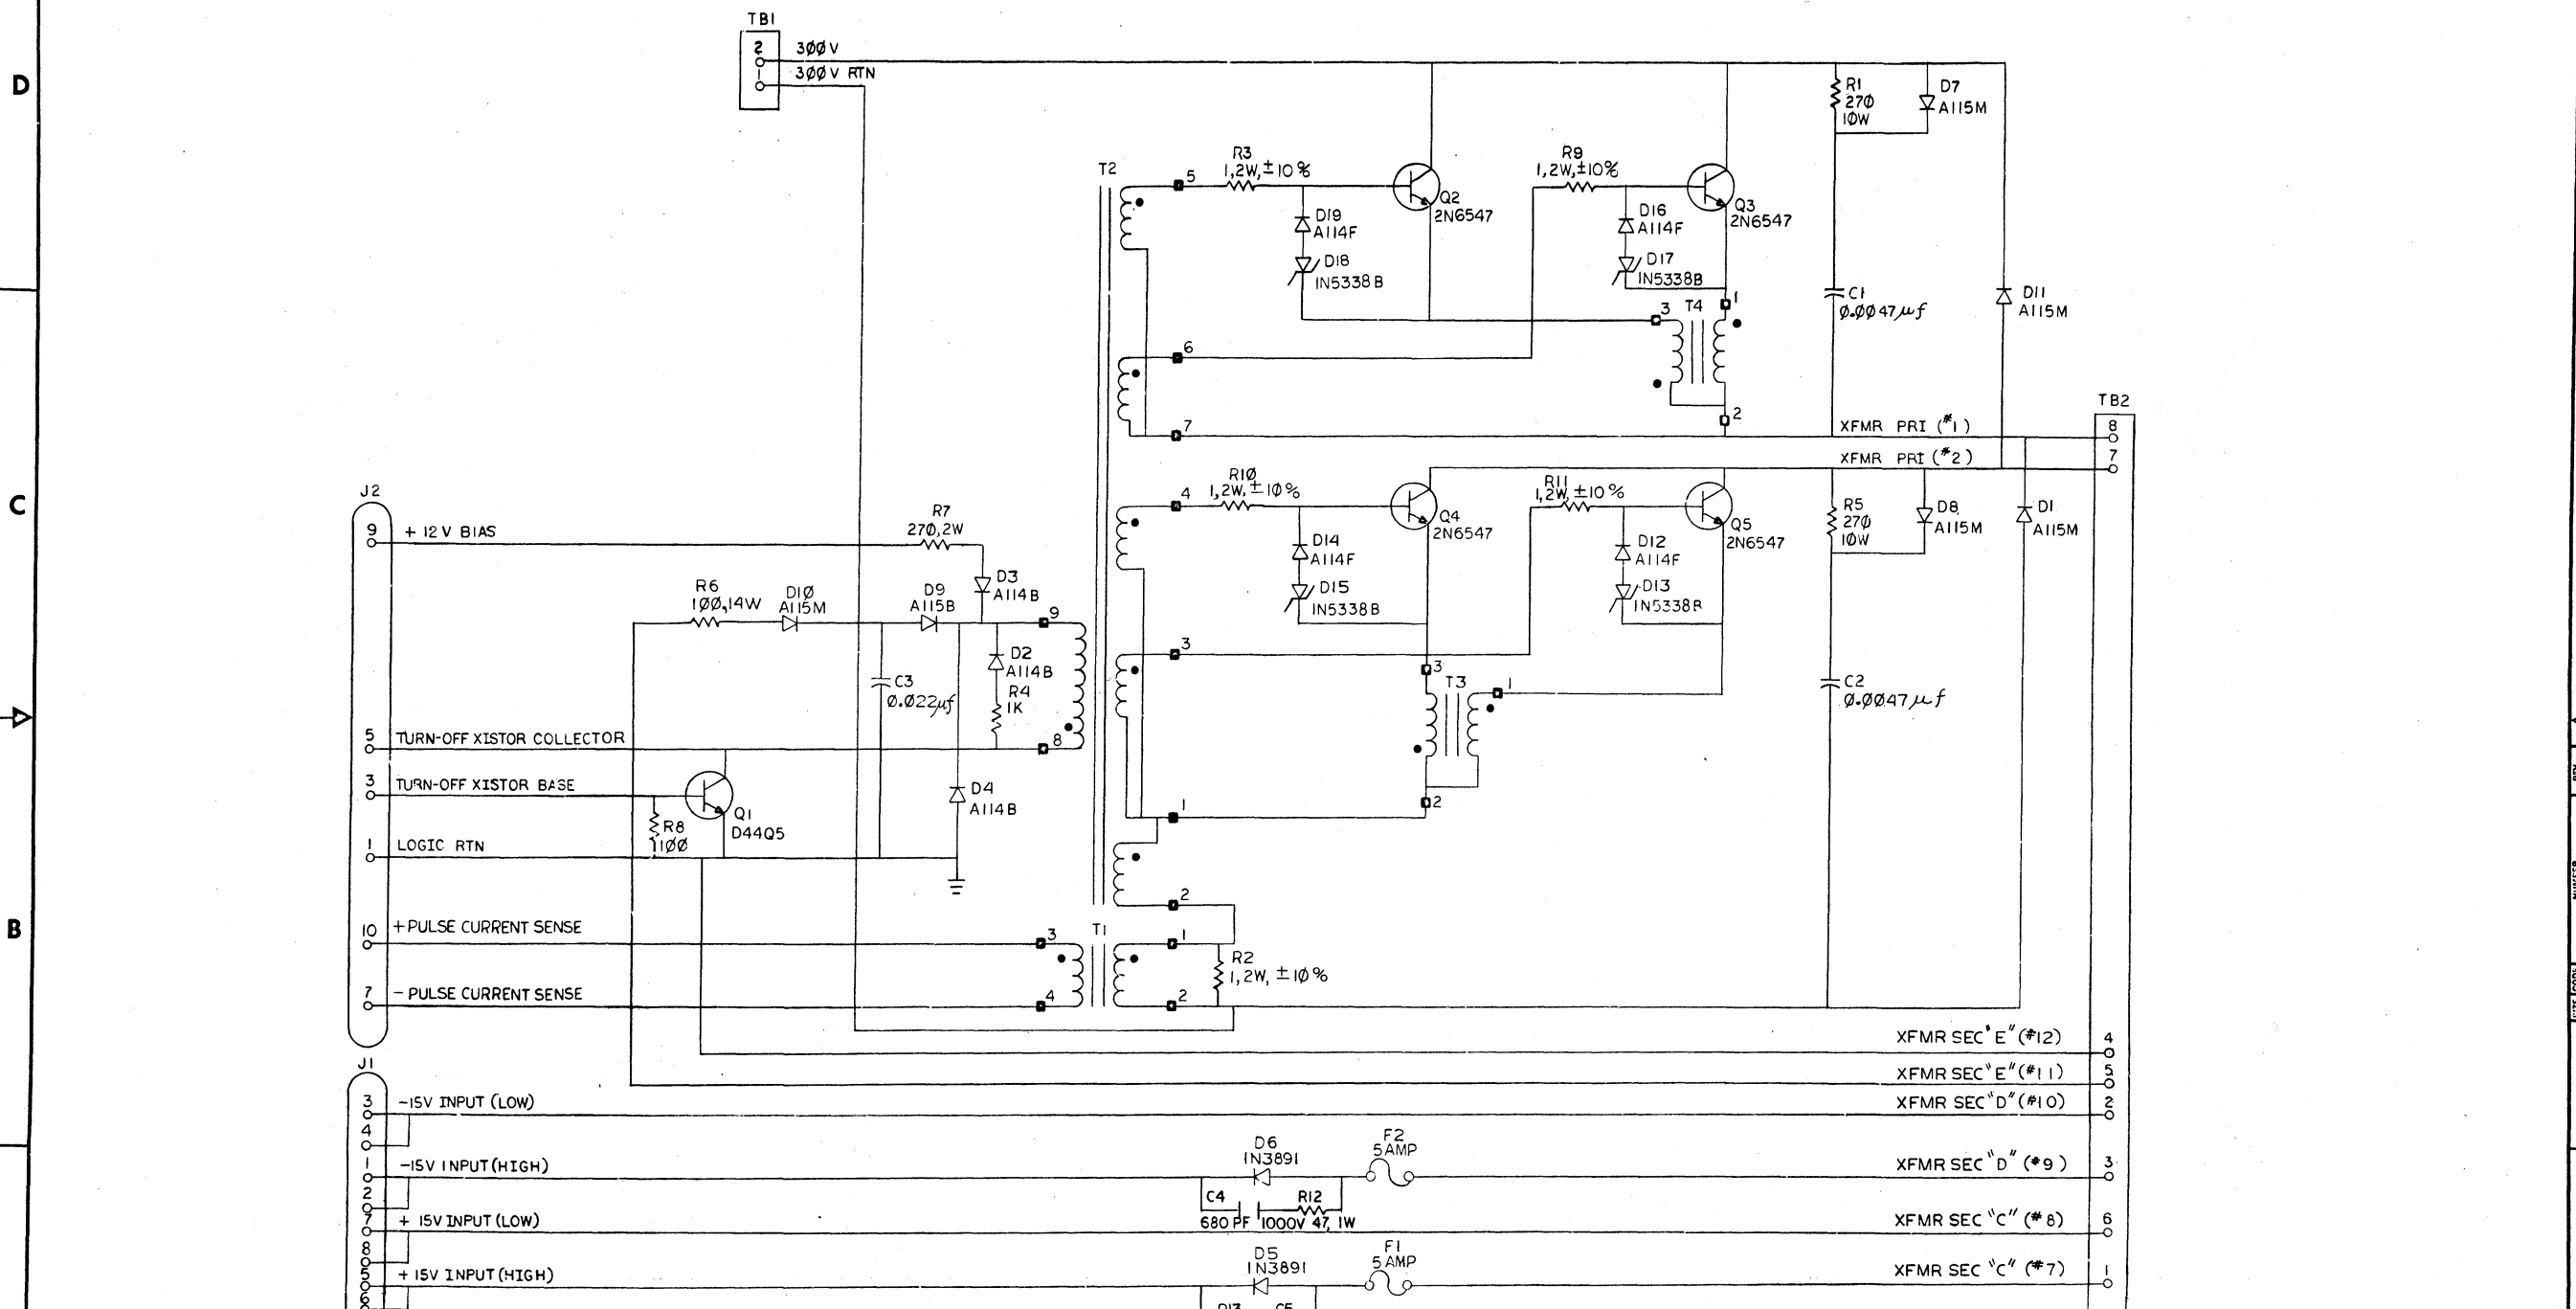 TB1
2 300V
1 300V RTN
D
R1
270
10W
D7
A115M
T2
5
R3
1,2W,±10%
Q2
2N6547
D19
A114F
D18
1N5338B
R9
1,2W,±10%
Q3
2N6547
D16
A114F
D17
1N5338B
3 T4 1
C1
0.0047µf
D11
A115M
6
7
2
XFMR PRI (#1)
XFMR PRI (#2)
TB2
8
7
C
J2
9 +12V BIAS
R7
270,2W
D3
A114B
R6
100,14W
D10
A115M
D9
A115B
9
D2
A114B
R4
1K
C3
0.022µf
5 TURN-OFF XISTOR COLLECTOR
8
3 TURN-OFF XISTOR BASE
Q1
D44Q5
R8
100
D4
A114B
1 LOGIC RTN
4
R10
1,2W,±10%
Q4
2N6547
D14
A114F
D15
1N5338B
R11
1,2W,±10%
Q5
2N6547
D12
A114F
D13
1N5338B
R5
270
10W
D8
A115M
D1
A115M
3
3 T3 1
2
C2
0.0047µf
1
2
B
10 +PULSE CURRENT SENSE
3 T1 1
R2
1,2W, ±10%
7 -PULSE CURRENT SENSE
4 2
XFMR SEC "E" (#12) 4
XFMR SEC "E" (#11) 5
J1
3 -15V INPUT (LOW)
XFMR SEC "D" (#10) 2
4
1 -15V INPUT (HIGH)
D6
1N3891
F2
5AMP
XFMR SEC "D" (#9) 3
2
C4 R12
680 PF 1000V 47, 1W
7 + 15V INPUT (LOW)
XFMR SEC "C" (#8) 6
8
5 +15V INPUT (HIGH)
D5
1N3891
F1
5AMP
XFMR SEC "C" (#7) 1
6